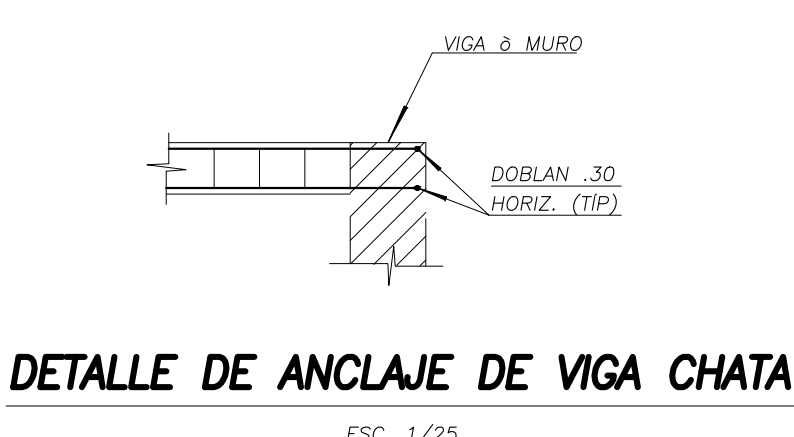 VIGA ò MURO
DOBLAN .30
HORIZ. (TÍP)
DETALLE DE ANCLAJE DE VIGA CHATA
ESC. 1/25